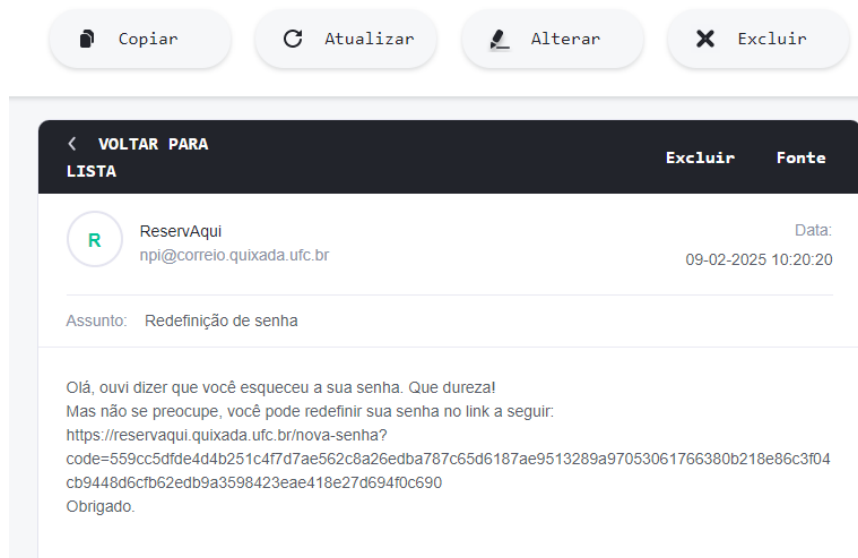 Copiar Atualizar Alterar Excluir
< VOLTAR PARA
LISTA
Excluir Fonte
R
ReservAqui
npi@correio.quixada.ufc.br
Data:
09-02-2025 10:20:20
Assunto: Redefinição de senha
Olá, ouvi dizer que você esqueceu a sua senha. Que dureza!
Mas não se preocupe, você pode redefinir sua senha no link a seguir:
https://reservaqui.quixada.ufc.br/nova-senha?
code=559cc5dfde4d4b251c4f7d7ae562c8a26edba787c65d6187ae9513289a97053061766380b218e86c3f04
cb9448d6cfb62edb9a3598423eae418e27d694f0c690
Obrigado.